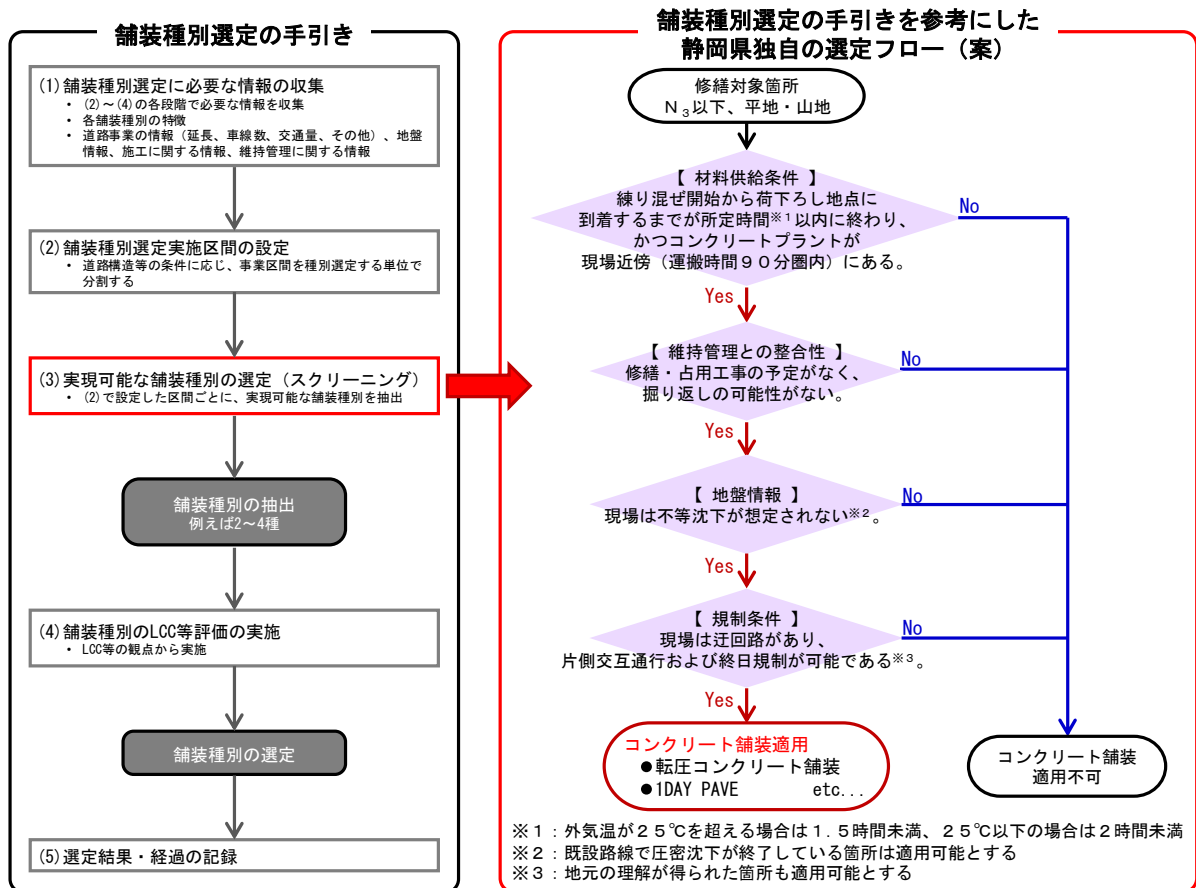 舗装種別選定の手引き
(1)舗装種別選定に必要な情報の収集
・ (2)～(4)の各段階で必要な情報を収集
・ 各舗装種別の特徴
・ 道路事業の情報（延長、車線数、交通量、その他）、地盤
情報、施工に関する情報、維持管理に関する情報
(2)舗装種別選定実施区間の設定
・ 道路構造等の条件に応じ、事業区間を種別選定する単位で
分割する
(3)実現可能な舗装種別の選定（スクリーニング）
・ (2)で設定した区間ごとに、実現可能な舗装種別を抽出
舗装種別の抽出
例えば2～4種
(4)舗装種別のLCC等評価の実施
・ LCC等の観点から実施
舗装種別の選定
(5)選定結果・経過の記録
舗装種別選定の手引きを参考にした
静岡県独自の選定フロー（案）
修繕対象箇所
Ｎ₃以下、平地・山地
【 材料供給条件 】
練り混ぜ開始から荷下ろし地点に
到着するまでが所定時間※１以内に終わり、
かつコンクリートプラントが
現場近傍（運搬時間９０分圏内）にある。
No
Yes
【 維持管理との整合性 】
修繕・占用工事の予定がなく、
掘り返しの可能性がない。
No
Yes
【 地盤情報 】
現場は不等沈下が想定されない※２。
No
Yes
【 規制条件 】
現場は迂回路があり、
片側交互通行および終日規制が可能である※３。
No
Yes
コンクリート舗装適用
●転圧コンクリート舗装
●1DAY PAVE etc...
コンクリート舗装
適用不可
※１：外気温が２５℃を超える場合は１.５時間未満、２５℃以下の場合は２時間未満
※２：既設路線で圧密沈下が終了している箇所は適用可能とする
※３：地元の理解が得られた箇所も適用可能とする